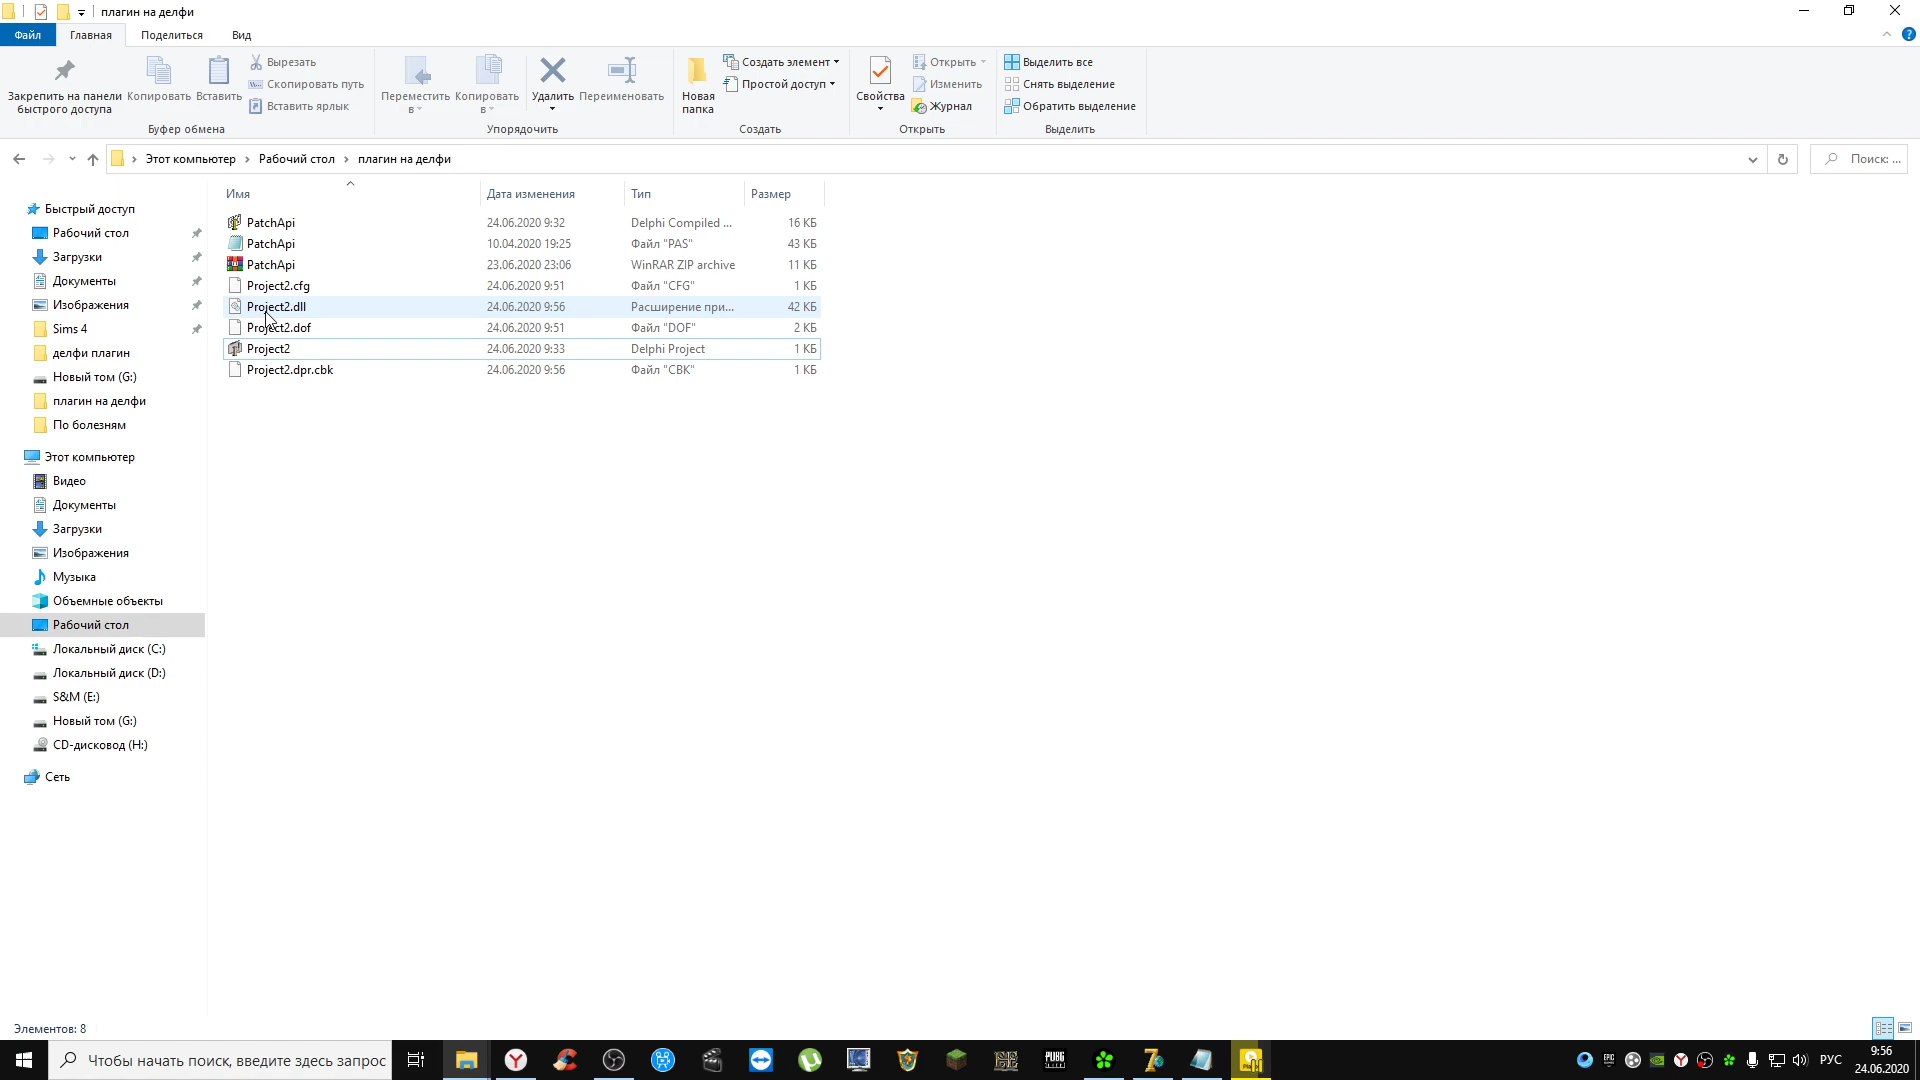 плагин на делфи
Файл Главная Поделиться Вид
Закрепить на панели быстрого доступа
Копировать
Вставить
Вырезать
Скопировать путь
Вставить ярлык
Буфер обмена
Переместить в
Копировать в
Удалить
Переименовать
Упорядочить
Новая папка
Создать элемент
Простой доступ
Создать
Свойства
Открыть
Изменить
Журнал
Открыть
Выделить все
Снять выделение
Обратить выделение
Выделить
Этот компьютер › Рабочий стол › плагин на делфи
Поиск: ...
Имя Дата изменения Тип Размер
PatchApi 24.06.2020 9:32 Delphi Compiled ... 16 КБ
PatchApi 10.04.2020 19:25 Файл "PAS" 43 КБ
PatchApi 23.06.2020 23:06 WinRAR ZIP archive 11 КБ
Project2.cfg 24.06.2020 9:51 Файл "CFG" 1 КБ
Project2.dll 24.06.2020 9:56 Расширение при... 42 КБ
Project2.dof 24.06.2020 9:51 Файл "DOF" 2 КБ
Project2 24.06.2020 9:33 Delphi Project 1 КБ
Project2.dpr.cbk 24.06.2020 9:56 Файл "CBK" 1 КБ
Быстрый доступ
Рабочий стол
Загрузки
Документы
Изображения
Sims 4
делфи плагин
Новый том (G:)
плагин на делфи
По болезням
Этот компьютер
Видео
Документы
Загрузки
Изображения
Музыка
Объемные объекты
Рабочий стол
Локальный диск (C:)
Локальный диск (D:)
S&M (E:)
Новый том (G:)
CD-дисковод (H:)
Сеть
Элементов: 8
Чтобы начать поиск, введите здесь запрос
PUBG
EPIC
РУС
9:56
24.06.2020